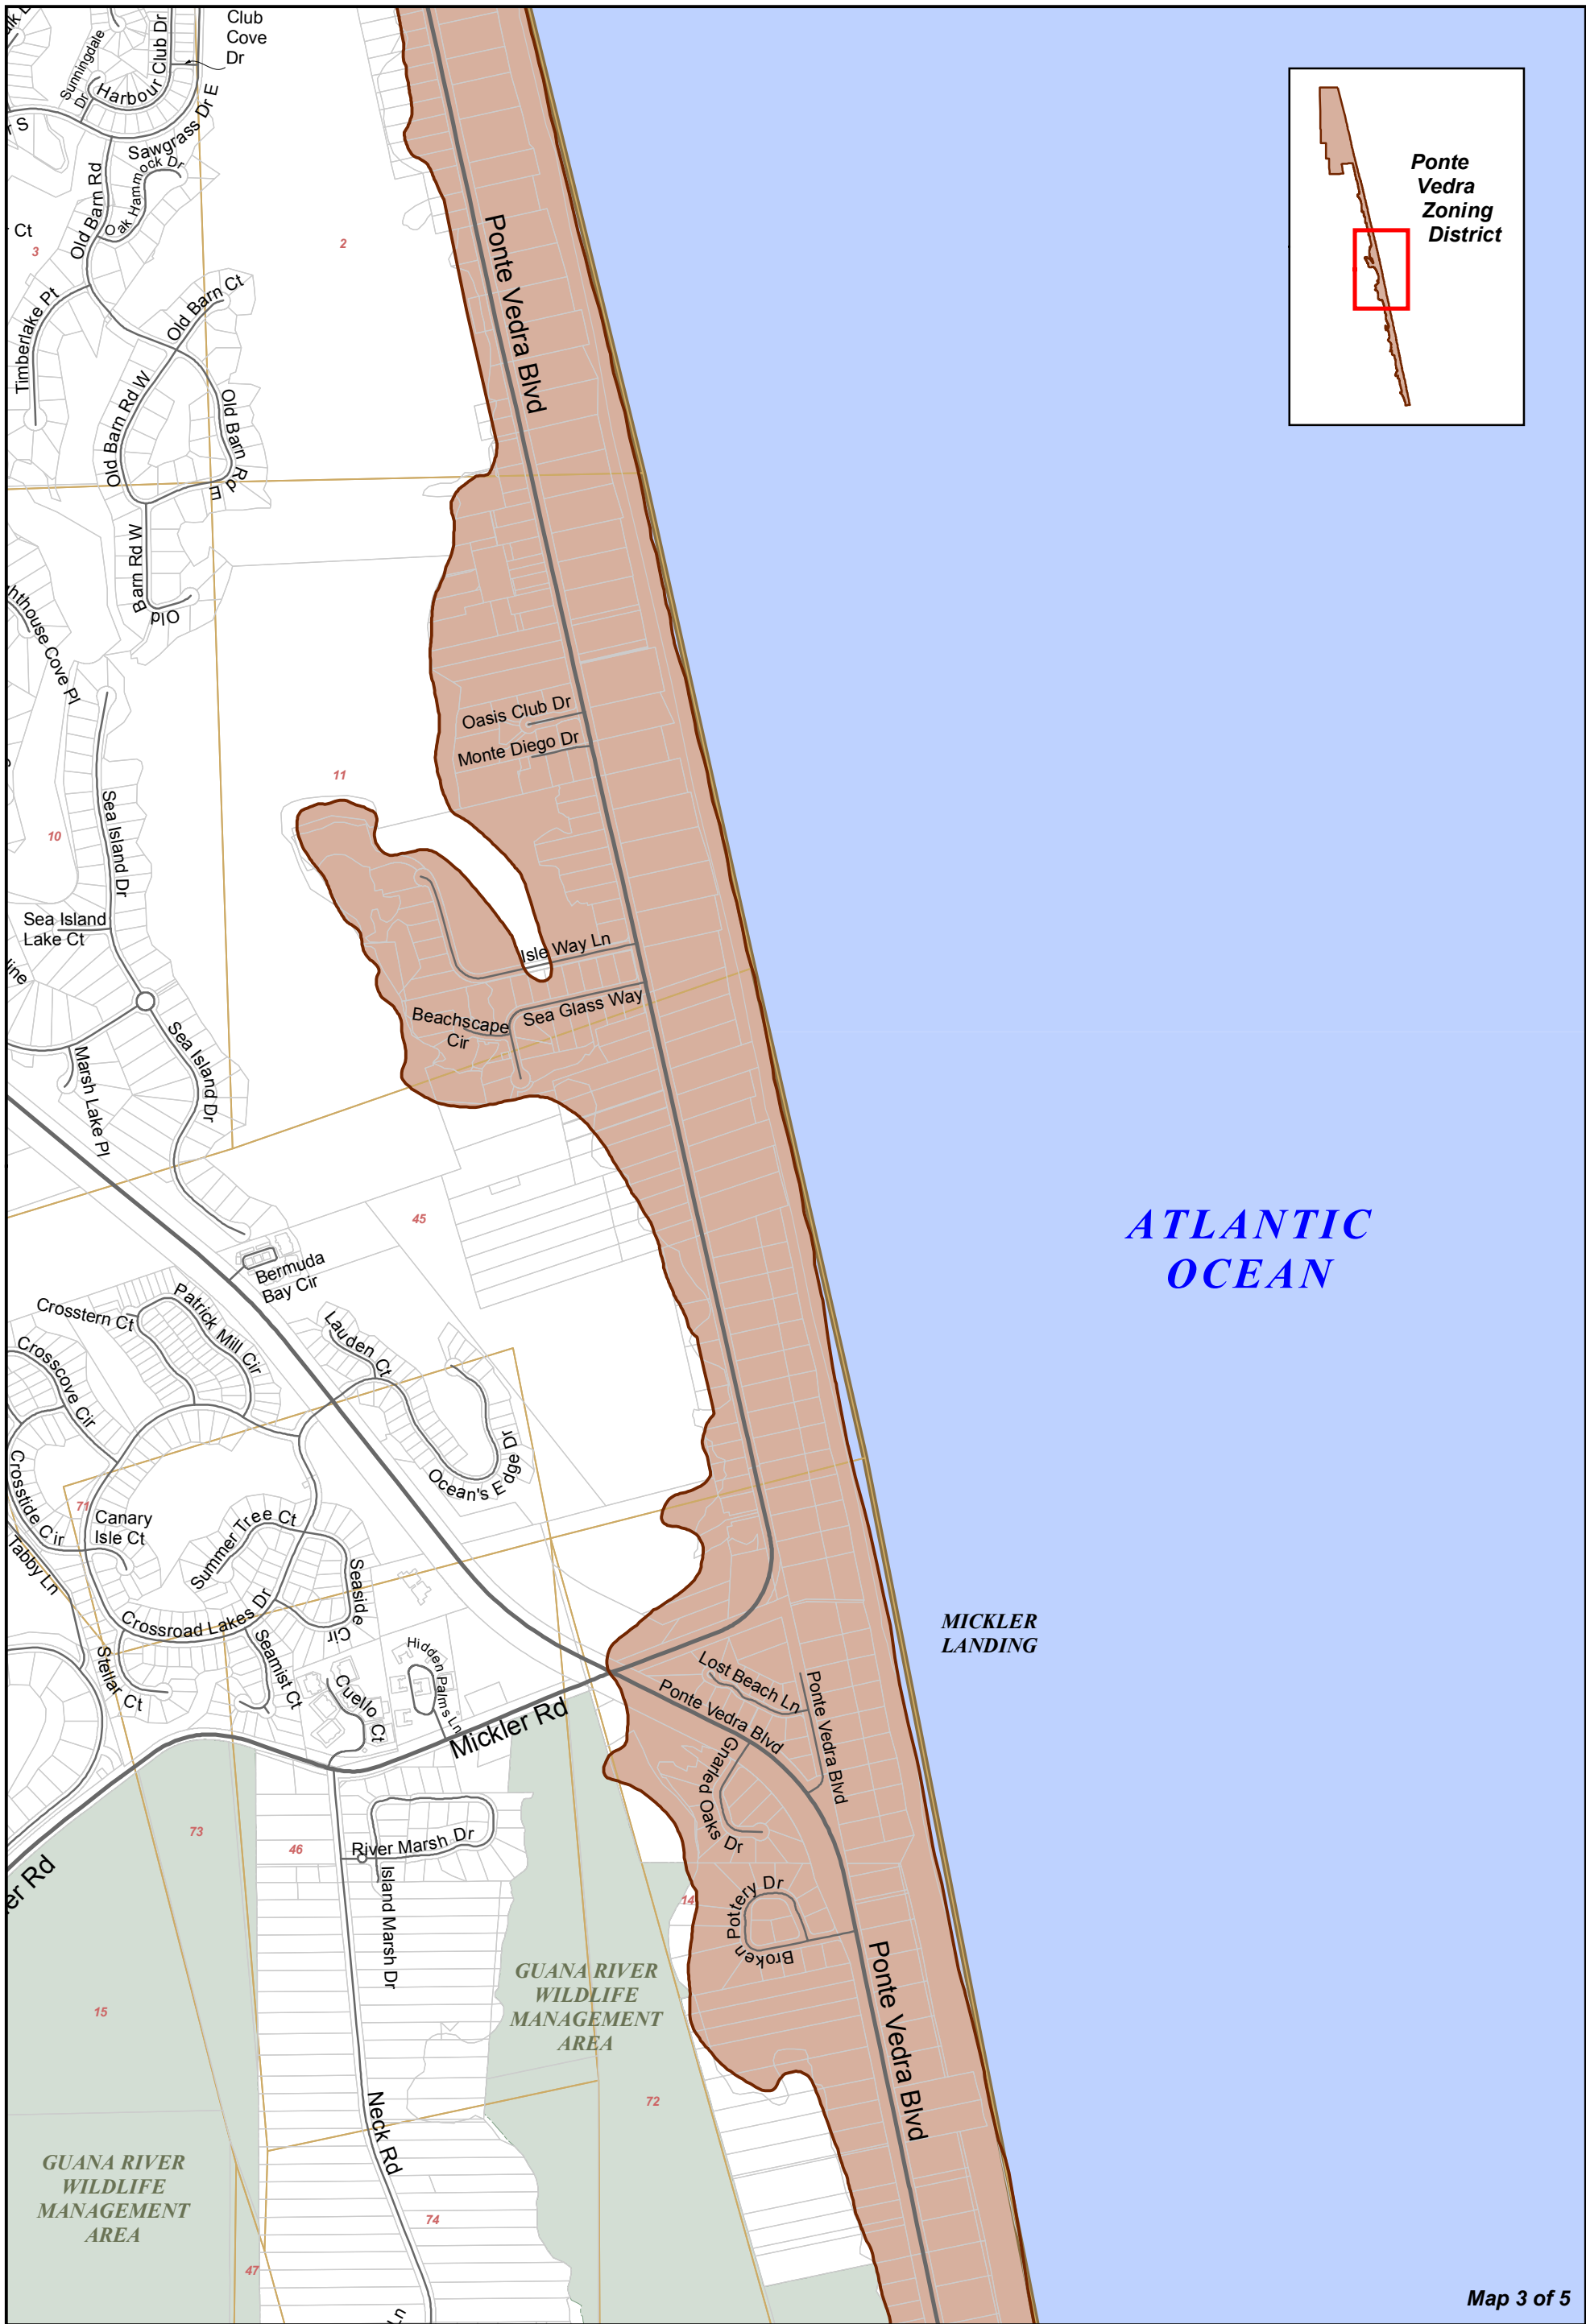 Club
Cove
Dr
Sunningdale
Dr
Harbour Club Dr
Sawgrass Dr E
Old Barn Rd
Oak Hammock Dr
Ct
3
2
Ponte
Vedra
Zoning
District
Ponte Vedra Blvd
Timberlake Pt
Old Barn Ct
Old Barn Rd W
Old Barn Rd
E
Old
Barn Rd W
Oasis Club Dr
Monte Diego Dr
11
10
Sea Island Dr
Sea Island
Lake Ct
Isle Way Ln
Sea Glass Way
Beachscape
Cir
Marsh Lake Pl
Sea Island Dr
45
ATLANTIC
OCEAN
Bermuda
Bay Cir
Crosstern Ct
Patrick Mill Cir
Lauden Ct
Crosscove Cir
Ocean's Edge Dr
Crosstide Cir
71
Canary
Isle Ct
Summer Tree Ct
Tabby Ln
Seaside
Cir
Crossroad Lakes Dr
Stellar Ct
Seamist Ct
Cuello Ct
Hidden Palms Ln
Mickler Rd
MICKLER
LANDING
Lost Beach Ln
Ponte Vedra Blvd
Ponte Vedra Blvd
Gnarled Oaks Dr
73
46
River Marsh Dr
Island Marsh Dr
14
Broken Pottery Dr
Ponte Vedra Blvd
GUANA RIVER
WILDLIFE
MANAGEMENT
AREA
15
72
Neck Rd
GUANA RIVER
WILDLIFE
MANAGEMENT
AREA
74
47
Ln
Map 3 of 5